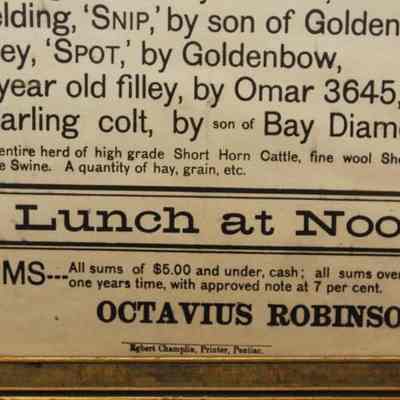 elding, 'SNIP,' by son of Golden
ey, 'SPOT,' by Goldenbow,
year old filley, by Omar 3645,
arling colt, by son of Bay Diam
entire herd of high grade Short Horn Cattle, fine wool She
e Swine. A quantity of hay, grain, etc.
Lunch at Noo
MS---All sums of $5.00 and under, cash; all sums over
one years time, with approved note at 7 per cent.
OCTAVIUS ROBINSO
Egbert Champlin, Printer, Pontiac.